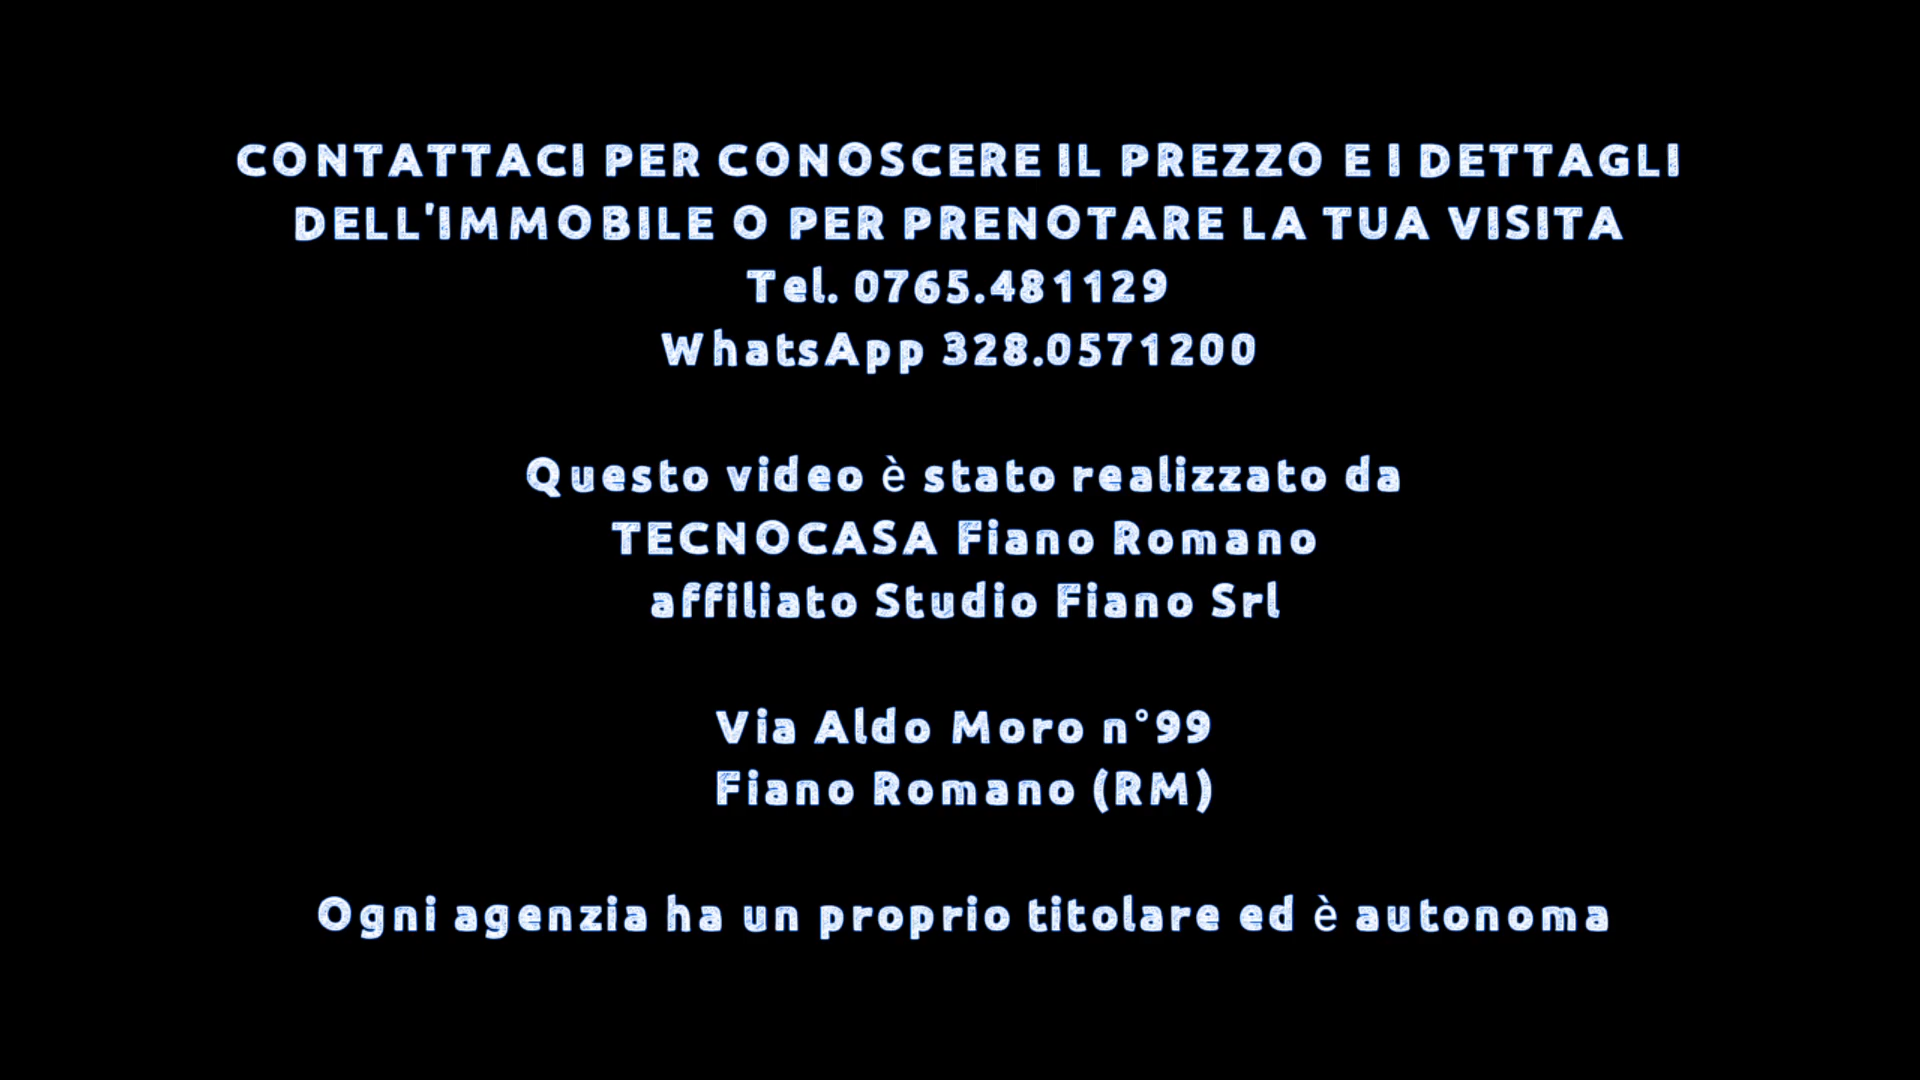 CONTATTACI PER CONOSCERE IL PREZZO E I DETTAGLI
DELL'IMMOBILE O PER PRENOTARE LA TUA VISITA
Tel. 0765.481129
WhatsApp 328.0571200
Questo video è stato realizzato da
TECNOCASA Fiano Romano
affiliato Studio Fiano Srl
Via Aldo Moro n°99
Fiano Romano (RM)
Ogni agenzia ha un proprio titolare ed è autonoma